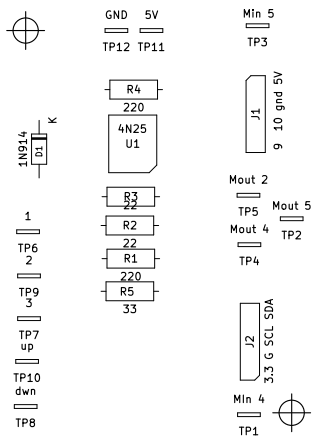 GND 5V
Min 5
TP12 TP11
TP3
R4
220
4N25
U1
1N914
D1
K
J1
9 10 gnd 5V
R3
22
R2
22
R1
220
R5
33
Mout 2
TP5
Mout 5
TP2
Mout 4
TP4
1
TP6
2
TP9
3
TP7
up
TP10
dwn
TP8
J2
3.3 G SCL SDA
MIn 4
TP1